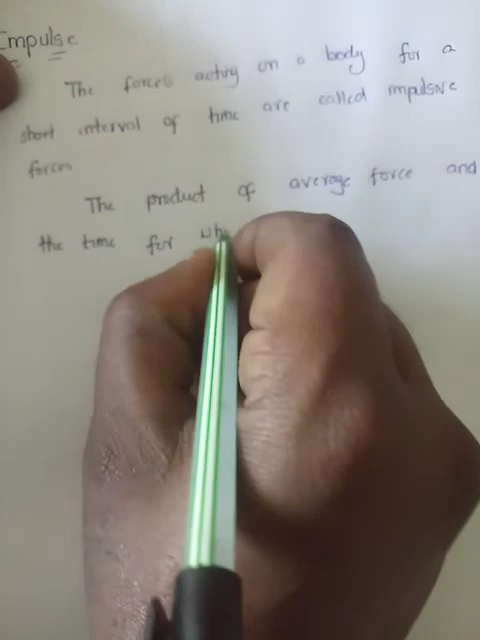 Impulse
The forces acting on a body for a
short interval of time are called impulsive
forces
The product of average force and
the time for wh